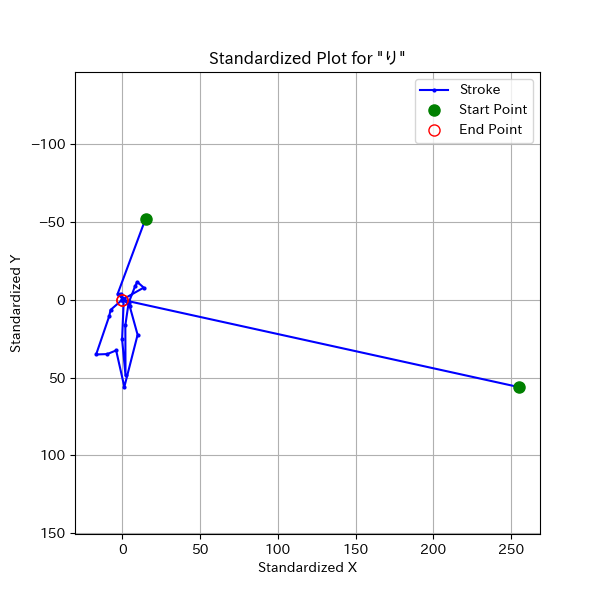 Standardized Plot for "り"
Stroke
Start Point
End Point
−100
−50
0
50
100
150
Standardized Y
0 50 100 150 200 250
Standardized X